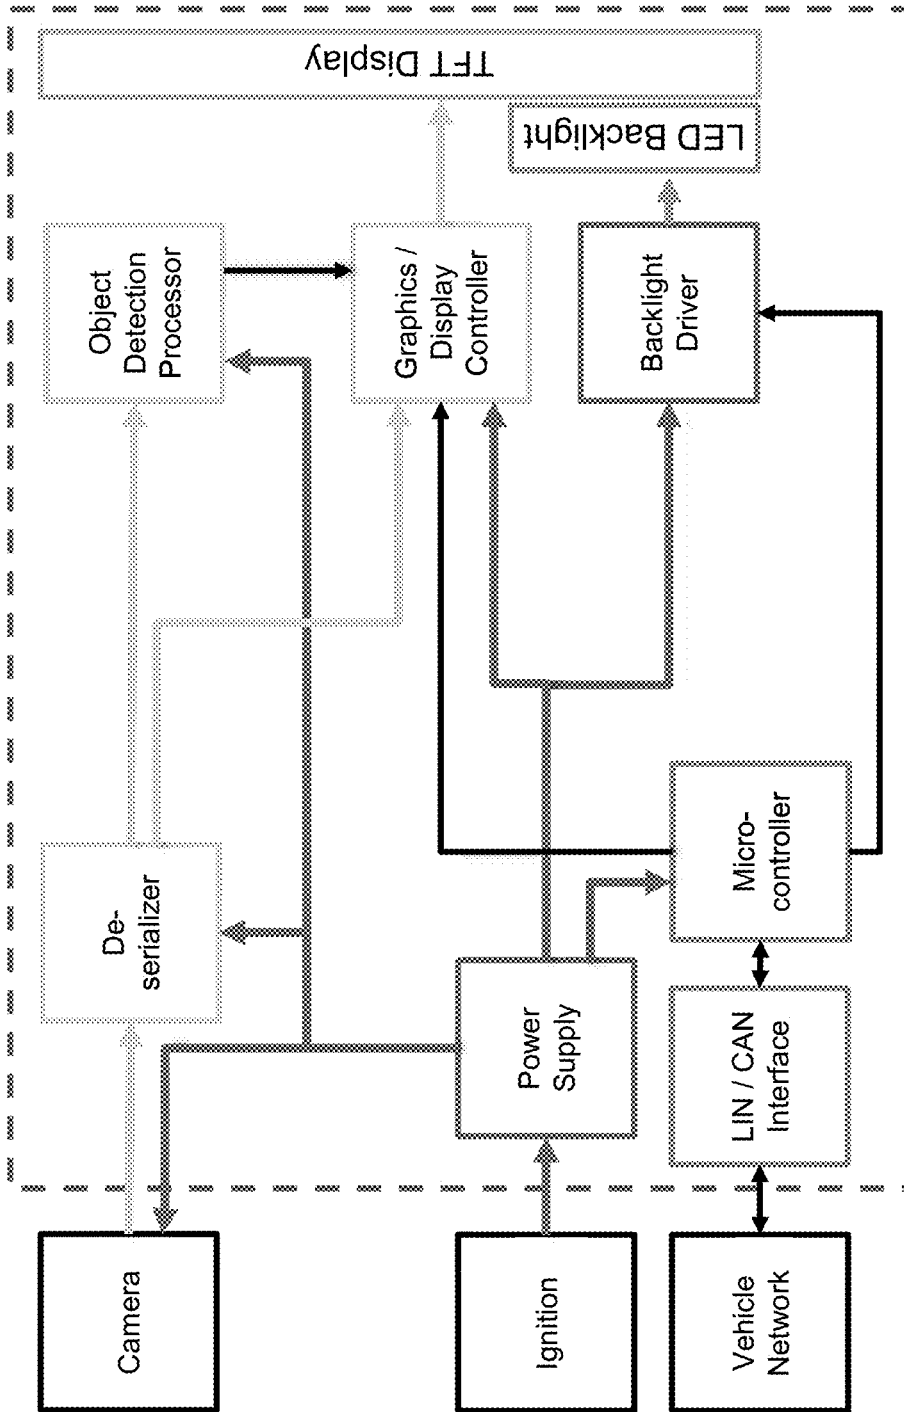 Camera
De-
serializer
Object
Detection
Processor
Graphics /
Display
Controller
TFT Display
LED Backlight
Backlight
Driver
Ignition
Power
Supply
Micro-
controller
Vehicle
Network
LIN / CAN
Interface